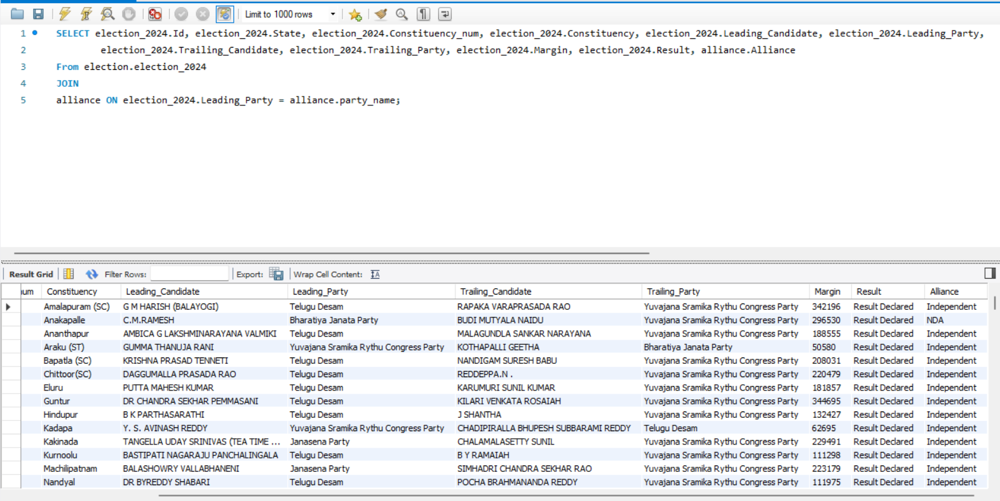 Limit to 1000 rows
1 SELECT election_2024.Id, election_2024.State, election_2024.Constituency_num, election_2024.Constituency, election_2024.Leading_Candidate, election_2024.Leading_Party,
2 election_2024.Trailing_Candidate, election_2024.Trailing_Party, election_2024.Margin, election_2024.Result, alliance.Alliance
3 From election.election_2024
4 JOIN
5 alliance ON election_2024.Leading_Party = alliance.party_name;
Result Grid Filter Rows: Export: Wrap Cell Content:
um Constituency Leading_Candidate Leading_Party Trailing_Candidate Trailing_Party Margin Result Alliance
Amalapuram (SC) G M HARISH (BALAYOGI) Telugu Desam RAPAKA VARAPRASADA RAO Yuvajana Sramika Rythu Congress Party 342196 Result Declared Independent
Anakapalle C.M.RAMESH Bharatiya Janata Party BUDI MUTYALA NAIDU Yuvajana Sramika Rythu Congress Party 296530 Result Declared NDA
Ananthapur AMBICA G LAKSHMINARAYANA VALMIKI Telugu Desam MALAGUNDLA SANKAR NARAYANA Yuvajana Sramika Rythu Congress Party 188555 Result Declared Independent
Araku (ST) GUMMA THANUJA RANI Yuvajana Sramika Rythu Congress Party KOTHAPALLI GEETHA Bharatiya Janata Party 50580 Result Declared Independent
Bapatla (SC) KRISHNA PRASAD TENNETI Telugu Desam NANDIGAM SURESH BABU Yuvajana Sramika Rythu Congress Party 208031 Result Declared Independent
Chittoor(SC) DAGGUMALLA PRASADA RAO Telugu Desam REDDEPPA.N . Yuvajana Sramika Rythu Congress Party 220479 Result Declared Independent
Eluru PUTTA MAHESH KUMAR Telugu Desam KARUMURI SUNIL KUMAR Yuvajana Sramika Rythu Congress Party 181857 Result Declared Independent
Guntur DR CHANDRA SEKHAR PEMMASANI Telugu Desam KILARI VENKATA ROSAIAH Yuvajana Sramika Rythu Congress Party 344695 Result Declared Independent
Hindupur B K PARTHASARATHI Telugu Desam J SHANTHA Yuvajana Sramika Rythu Congress Party 132427 Result Declared Independent
Kadapa Y. S. AVINASH REDDY Yuvajana Sramika Rythu Congress Party CHADIPIRALLA BHUPESH SUBBARAMI REDDY Telugu Desam 62695 Result Declared Independent
Kakinada TANGELLA UDAY SRINIVAS (TEA TIME ... Janasena Party CHALAMALASETTY SUNIL Yuvajana Sramika Rythu Congress Party 229491 Result Declared Independent
Kurnoolu BASTIPATI NAGARAJU PANCHALINGALA Telugu Desam B Y RAMAIAH Yuvajana Sramika Rythu Congress Party 111298 Result Declared Independent
Machilipatnam BALASHOWRY VALLABHANENI Janasena Party SIMHADRI CHANDRA SEKHAR RAO Yuvajana Sramika Rythu Congress Party 223179 Result Declared Independent
Nandyal DR BYREDDY SHABARI Telugu Desam POCHA BRAHMANANDA REDDY Yuvajana Sramika Rythu Congress Party 111975 Result Declared Independent